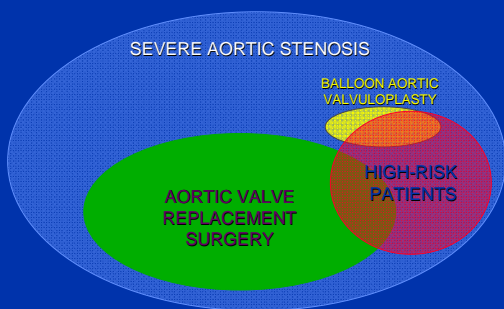 SEVERE AORTIC STENOSIS
BALLOON AORTIC
VALVULOPLASTY
HIGH-RISK
PATIENTS
AORTIC VALVE
REPLACEMENT
SURGERY